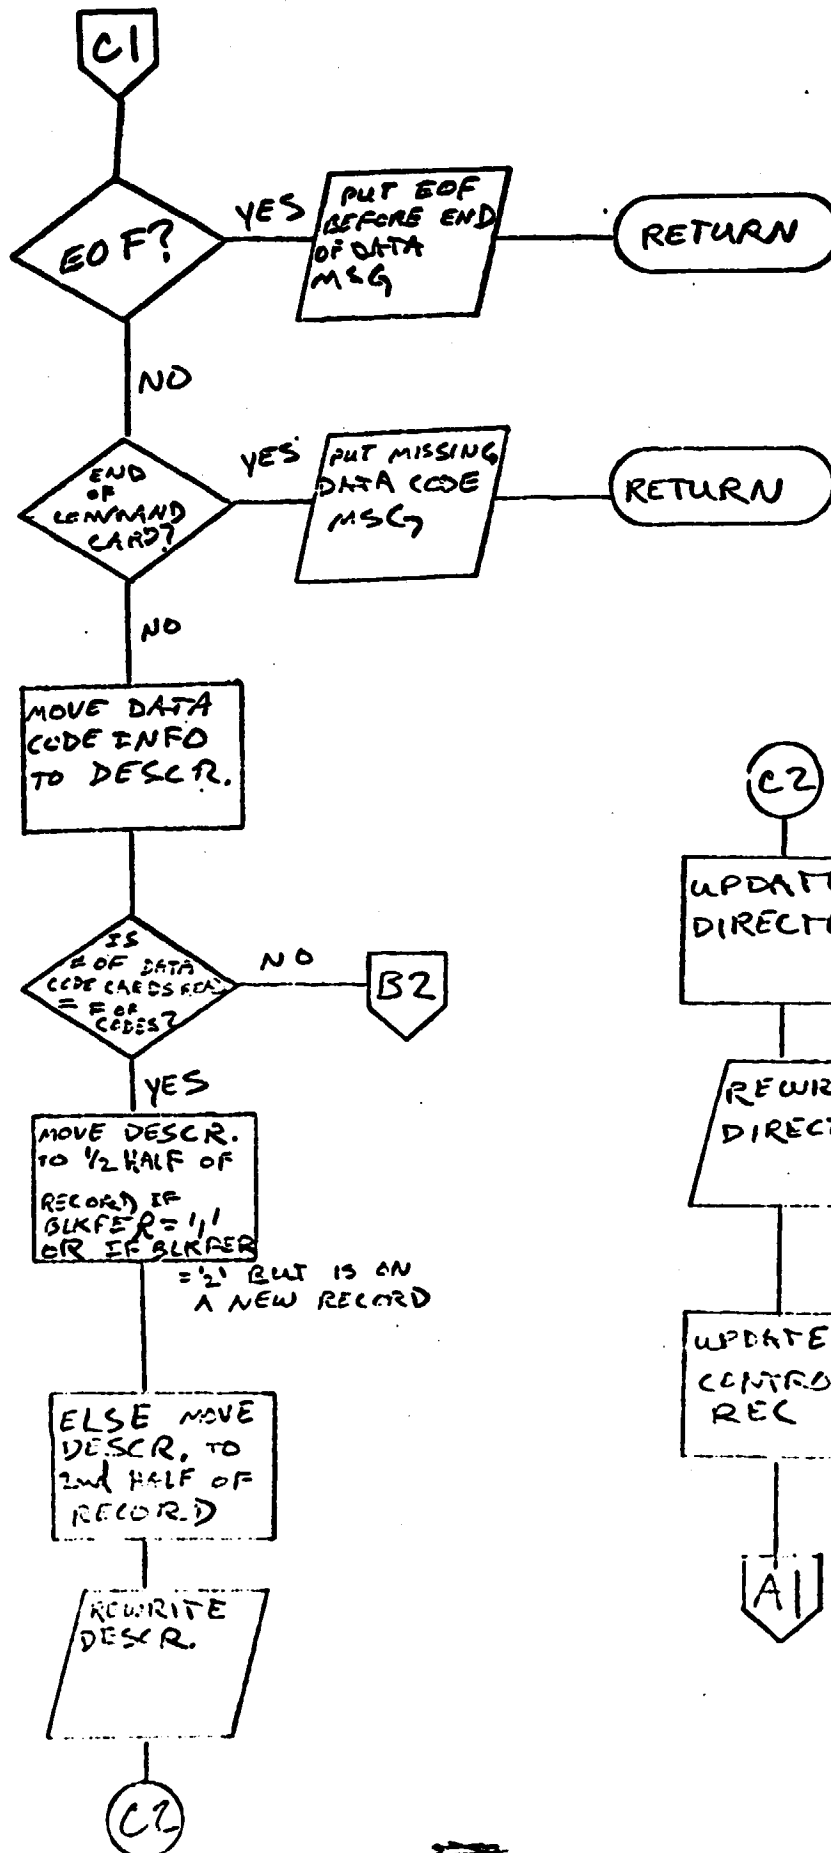 C1
EOF?
YES
PUT EOF
BEFORE END
OF DATA
MSG
RETURN
NO
END
OF
COMMAND
CARD?
YES
PUT MISSING
DATA CODE
MSG
RETURN
NO
MOVE DATA
CODE INFO
TO DESCR.
IS
# OF DATA
CODE CARDS READ
= # OF
CODES?
NO
B2
YES
MOVE DESCR.
TO 1/2 HALF OF
RECORD IF
BLKFER = '1'
OR IF BLKFER
= '2' BUT IS ON
A NEW RECORD
ELSE MOVE
DESCR. TO
2nd HALF OF
RECORD
REWRITE
DESCR.
C2
C2
UPDATE
DIRECT
REWR
DIRECT
UPDATE
CONTRO
REC
A1